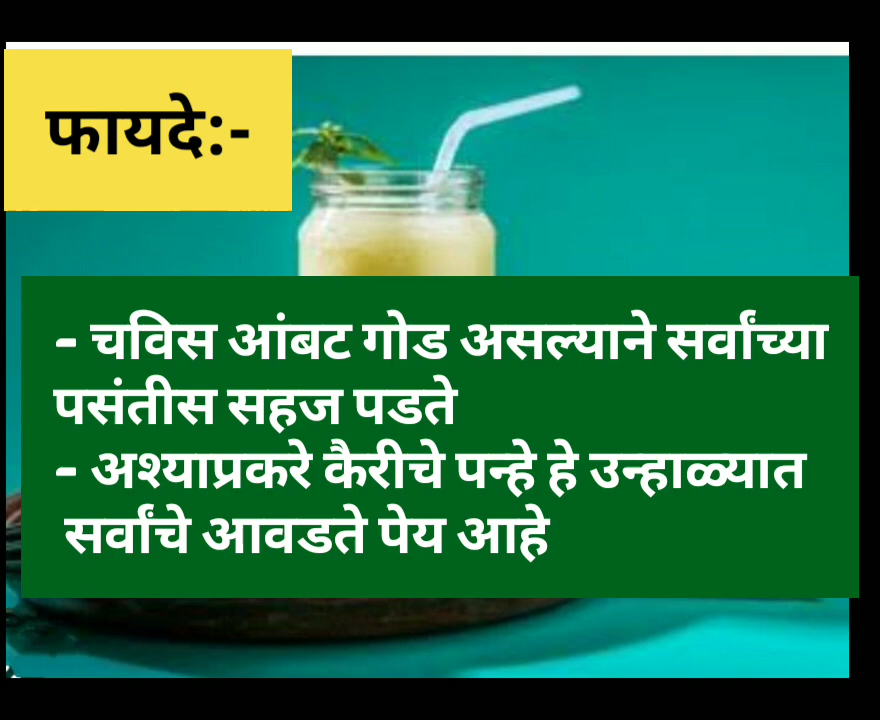 फायदे:-
- चविस आंबट गोड असल्याने सर्वांच्या
पसंतीस सहज पडते
- अश्याप्रकरे कैरीचे पन्हे हे उन्हाळ्यात
सर्वांचे आवडते पेय आहे